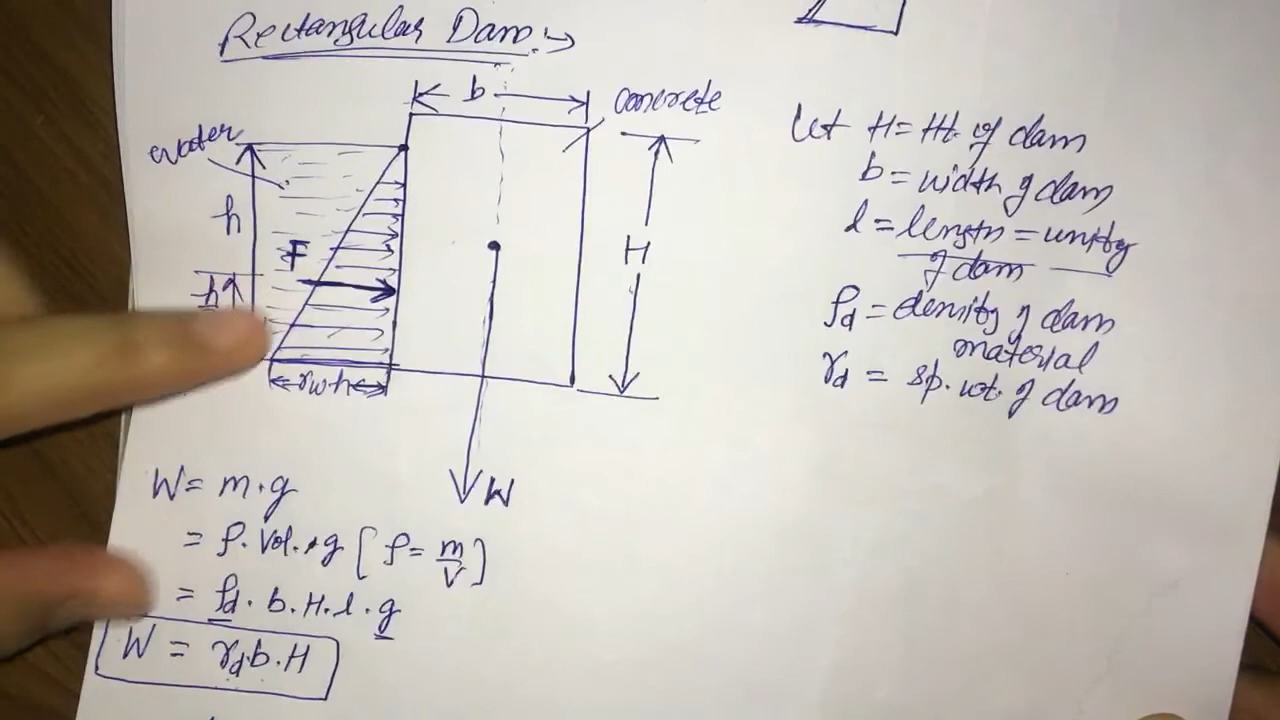 Rectangular Dam :→
b
concrete
water
h
F
H
γwh
W
Let H = Ht. of dam
b = width of dam
l = length = unity
of dam
ρd = density of dam
material
γd = sp. wt. of dam
W = m.g
= ρ. Vol. g [ρ = m/V]
= ρd . b. H. l . g
W = γd.b.H